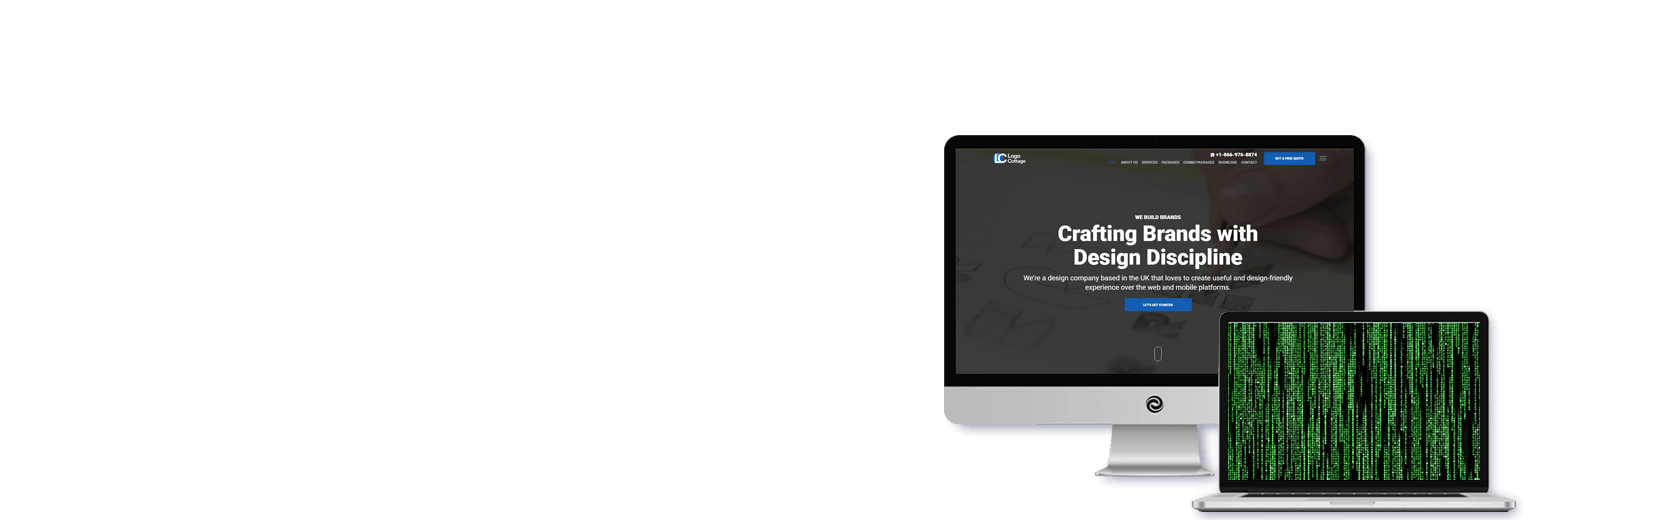 LC Logo
Cottage
+1-866-976-8874
HOME ABOUT US SERVICES PACKAGES COMBO PACKAGES SHOWCASE CONTACT
GET A FREE QUOTE
WE BUILD BRANDS
Crafting Brands with
Design Discipline
We're a design company based in the UK that loves to create useful and design-friendly
experience over the web and mobile platforms.
LET'S GET STARTED